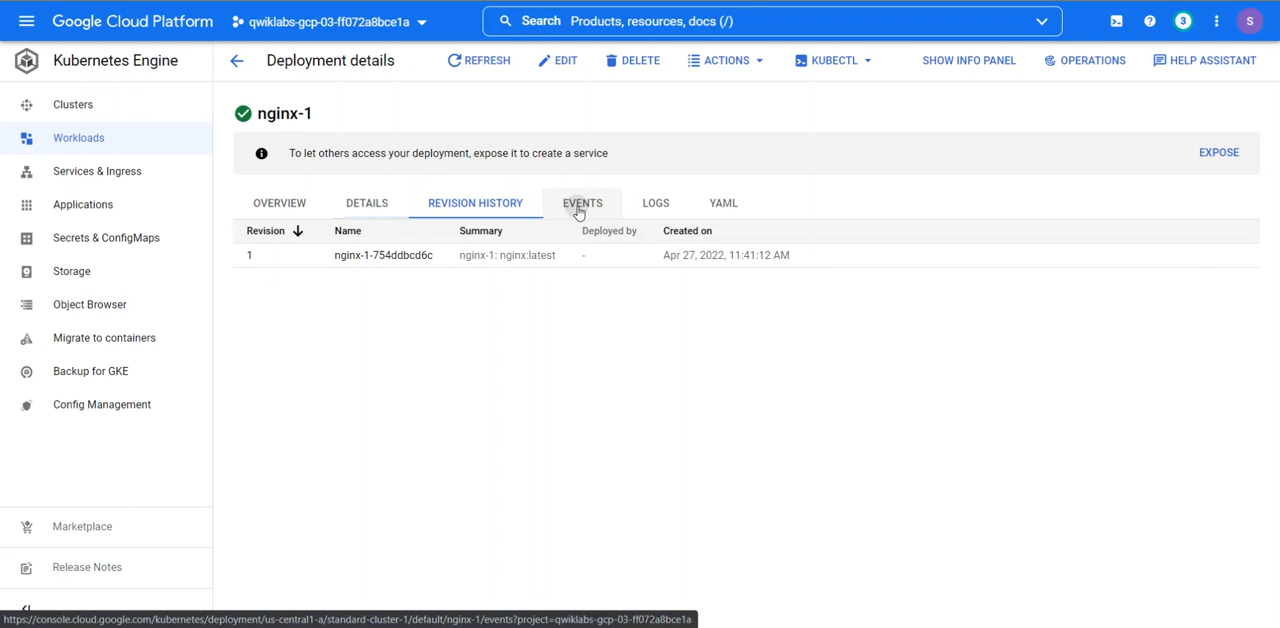 Google Cloud Platform qwiklabs-gcp-03-ff072a8bce1a Search Products, resources, docs (/) 3 S
Kubernetes Engine Deployment details REFRESH EDIT DELETE ACTIONS KUBECTL SHOW INFO PANEL OPERATIONS HELP ASSISTANT
Clusters
Workloads
Services & Ingress
Applications
Secrets & ConfigMaps
Storage
Object Browser
Migrate to containers
Backup for GKE
Config Management
Marketplace
Release Notes
nginx-1
To let others access your deployment, expose it to create a service EXPOSE
OVERVIEW DETAILS REVISION HISTORY EVENTS LOGS YAML
Revision Name Summary Deployed by Created on
1 nginx-1-754ddbcd6c nginx-1: nginx:latest - Apr 27, 2022, 11:41:12 AM
https://console.cloud.google.com/kubernetes/deployment/us-central1-a/standard-cluster-1/default/nginx-1/events?project=qwiklabs-gcp-03-ff072a8bce1a